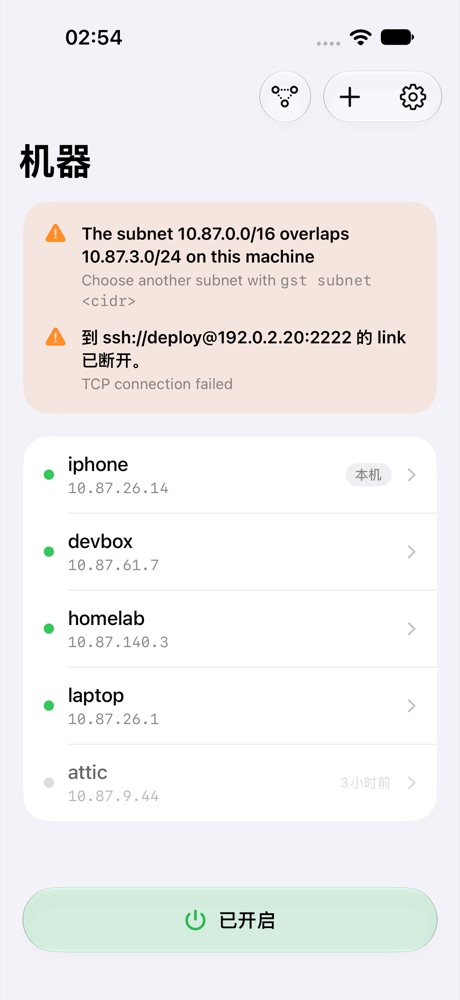 02:54
机器
The subnet 10.87.0.0/16 overlaps
10.87.3.0/24 on this machine
Choose another subnet with gst subnet
<cidr>
到 ssh://deploy@192.0.2.20:2222 的 link
已断开。
TCP connection failed
iphone
10.87.26.14
本机
devbox
10.87.61.7
homelab
10.87.140.3
laptop
10.87.26.1
attic
10.87.9.44
3小时前
已开启